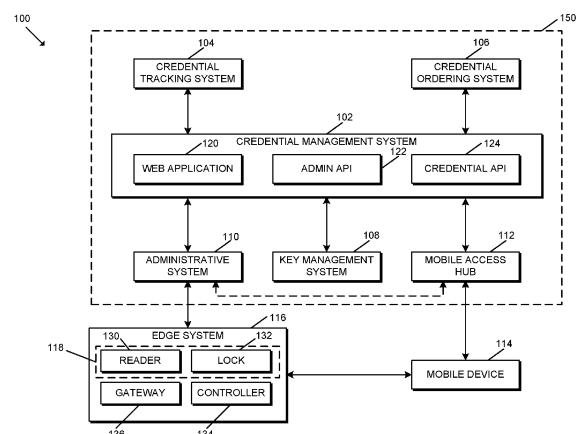 100
150
104
106
CREDENTIAL
TRACKING SYSTEM
CREDENTIAL
ORDERING SYSTEM
102
CREDENTIAL MANAGEMENT SYSTEM
120
122
124
WEB APPLICATION
ADMIN API
CREDENTIAL API
110
108
112
ADMINISTRATIVE
SYSTEM
KEY MANAGEMENT
SYSTEM
MOBILE ACCESS
HUB
116
EDGE SYSTEM
130
132
118
READER
LOCK
114
MOBILE DEVICE
GATEWAY
CONTROLLER
136
134